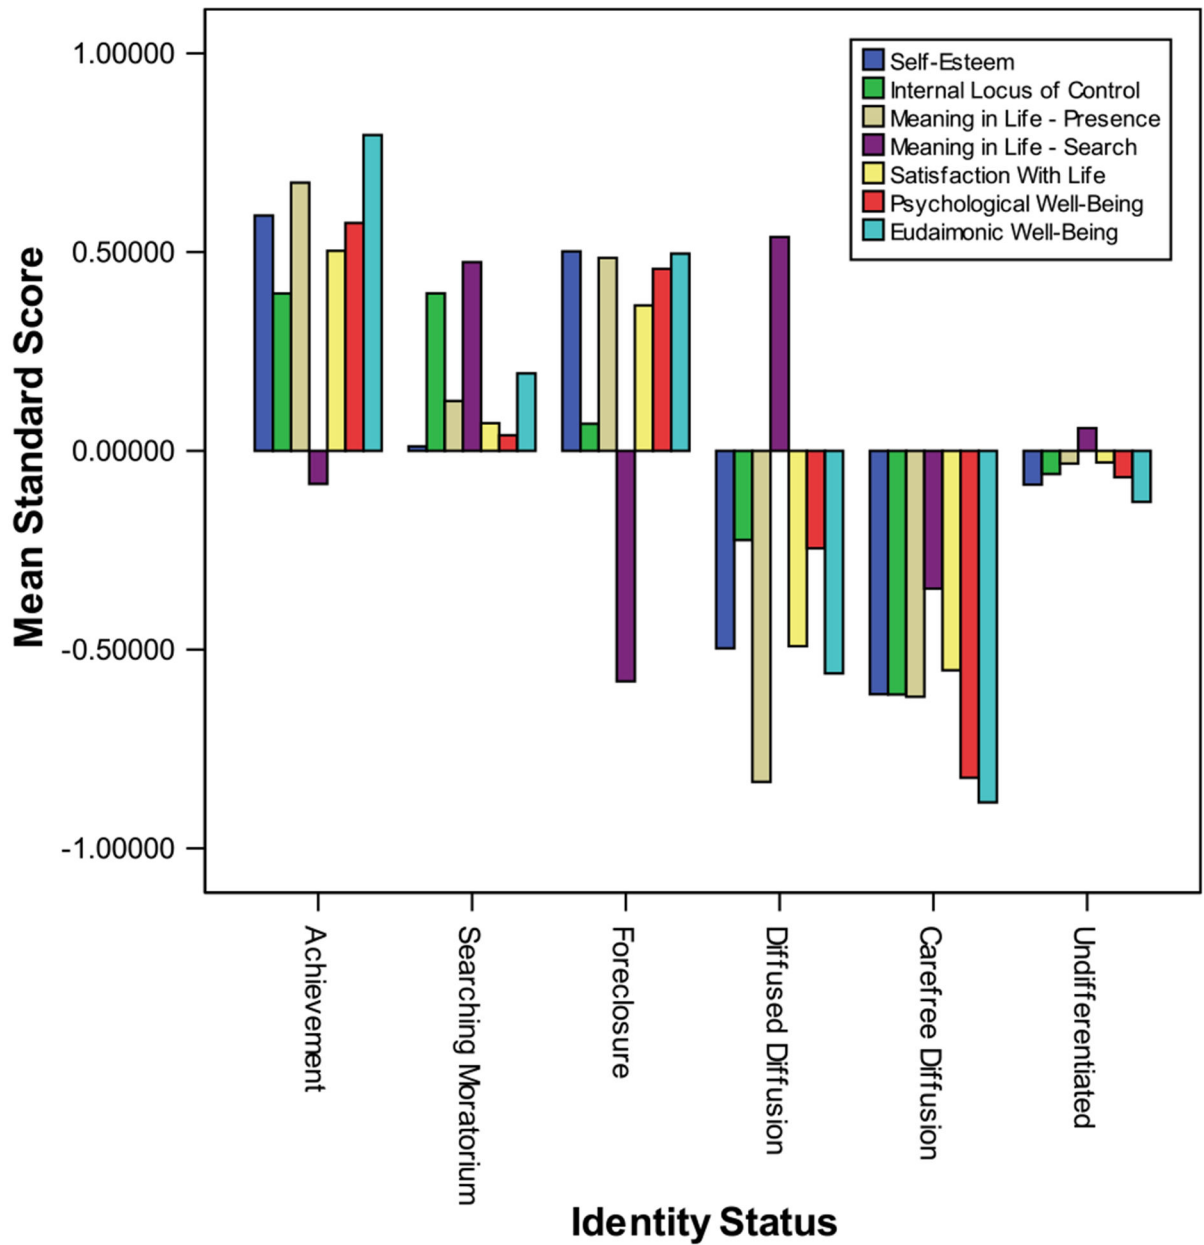 1.00000
0.50000
0.00000
-0.50000
-1.00000
Mean Standard Score
Self-Esteem
Internal Locus of Control
Meaning in Life - Presence
Meaning in Life - Search
Satisfaction With Life
Psychological Well-Being
Eudaimonic Well-Being
Achievement
Searching Moratorium
Foreclosure
Diffused Diffusion
Carefree Diffusion
Undifferentiated
Identity Status